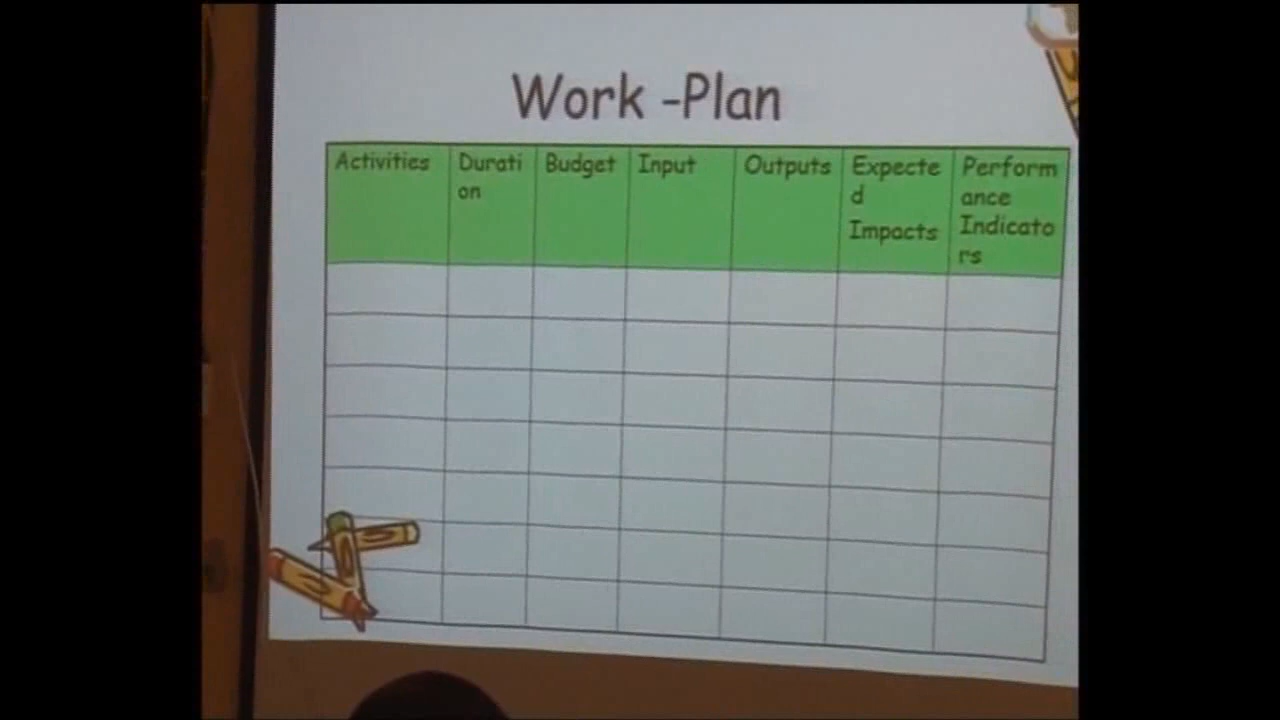 Work -Plan
Activities
Durati
on
Budget
Input
Outputs
Expecte
d
Impacts
Perform
ance
Indicato
rs